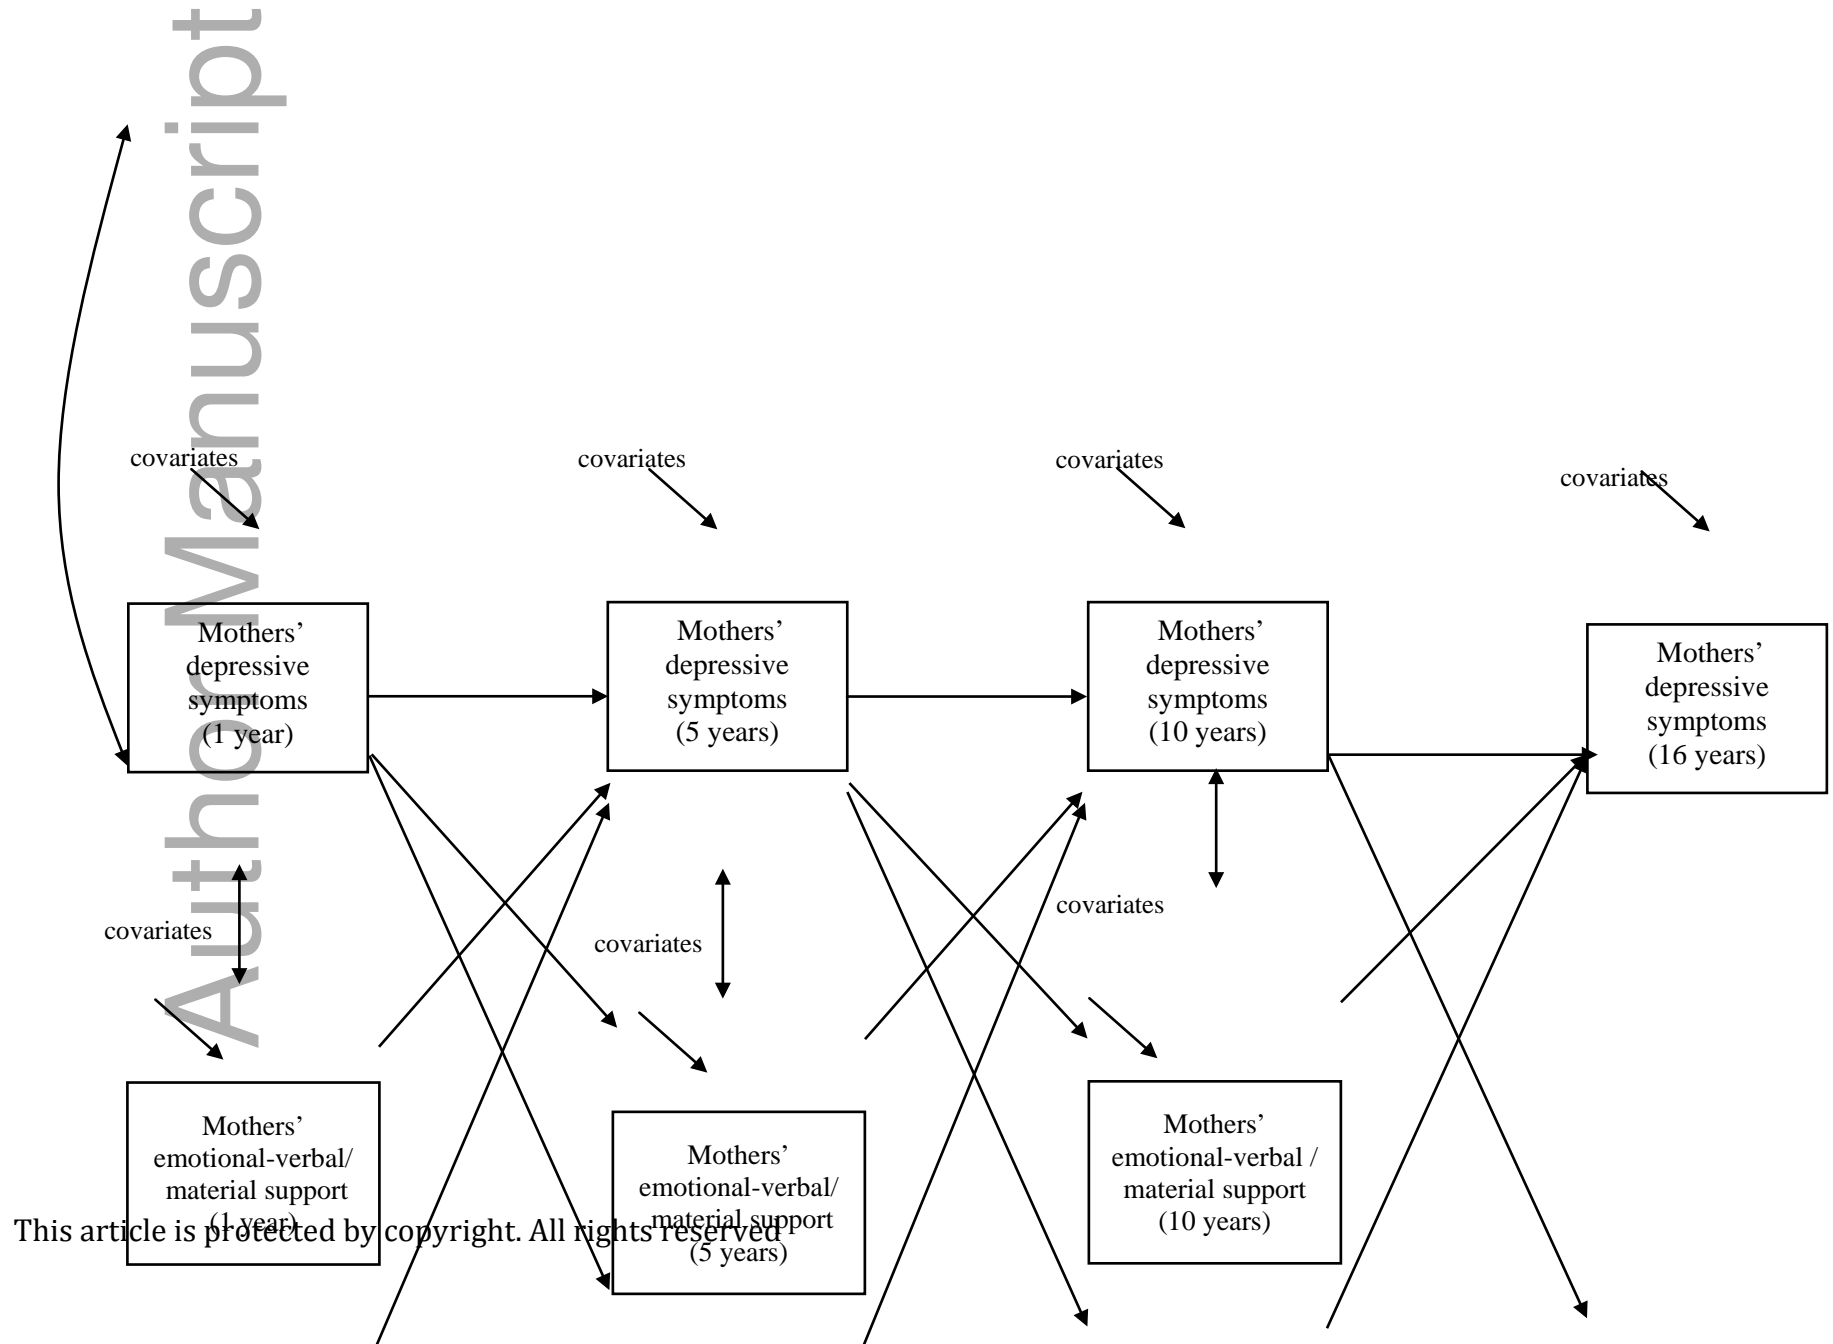 Author Manuscript
covariates
covariates
covariates
covariates
Mothers’
depressive
symptoms
(1 year)
Mothers’
depressive
symptoms
(5 years)
Mothers’
depressive
symptoms
(10 years)
Mothers’
depressive
symptoms
(16 years)
covariates
covariates
covariates
Mothers’
emotional-verbal/
material support
(1 year)
Mothers’
emotional-verbal/
material support
(5 years)
Mothers’
emotional-verbal /
material support
(10 years)
This article is protected by copyright. All rights reserved